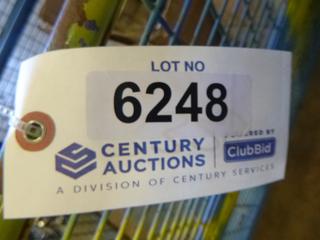 LOT NO
6248
CENTURY AUCTIONS
POWERED BY
ClubBid
A DIVISION OF CENTURY SERVICES